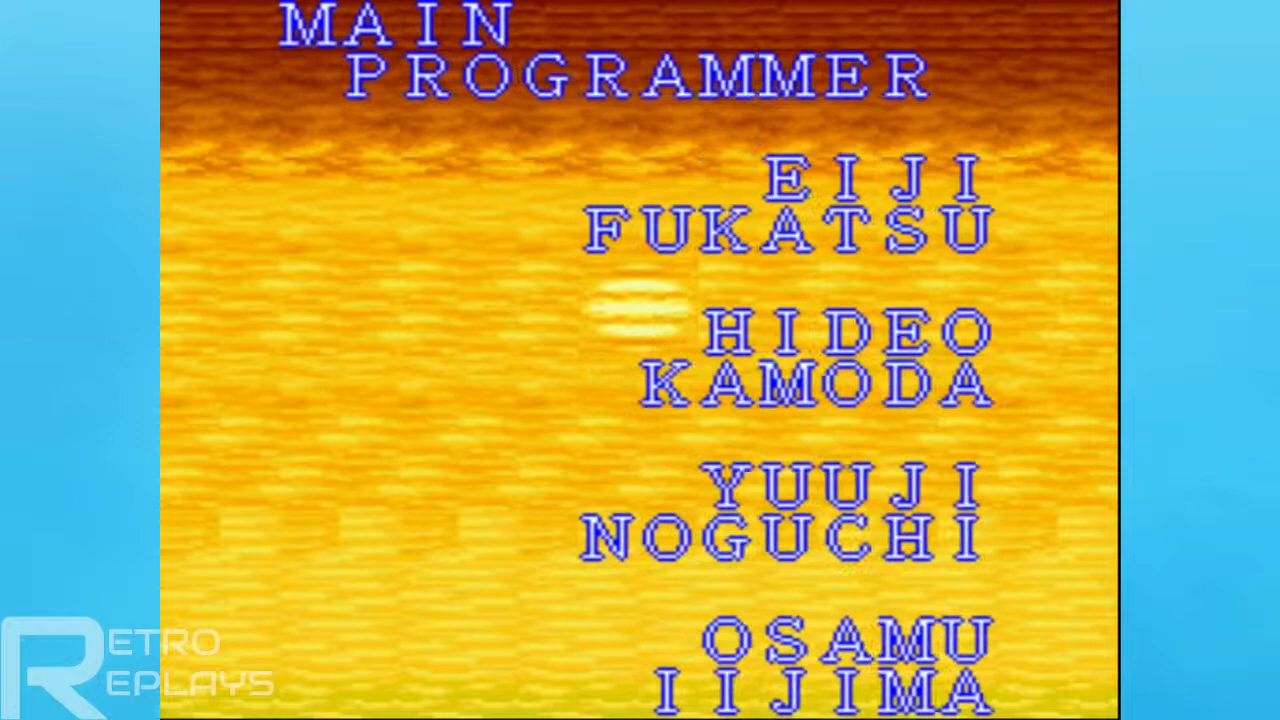 MAIN
PROGRAMMER
EIJI
FUKATSU
HIDEO
KAMODA
YUUJI
NOGUCHI
OSAMU
IIJIMA
RETRO
REPLAYS